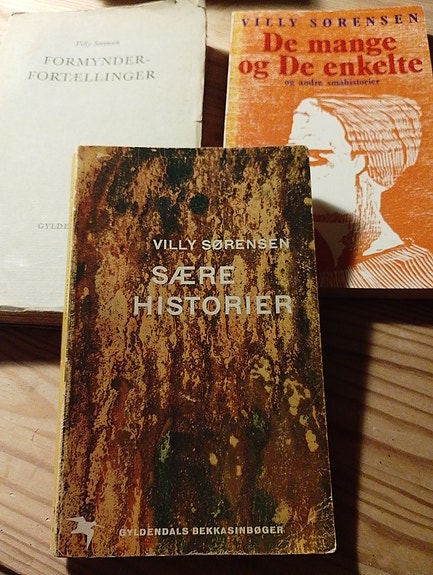 Villy Sørensen
FORMYNDER-
FORTÆLLINGER
VILLY SØRENSEN
De mange
og De enkelte
og andre småhistorier
VILLY SØRENSEN
SÆRE
HISTORIER
GYLDENDALS BEKKASINBØGER